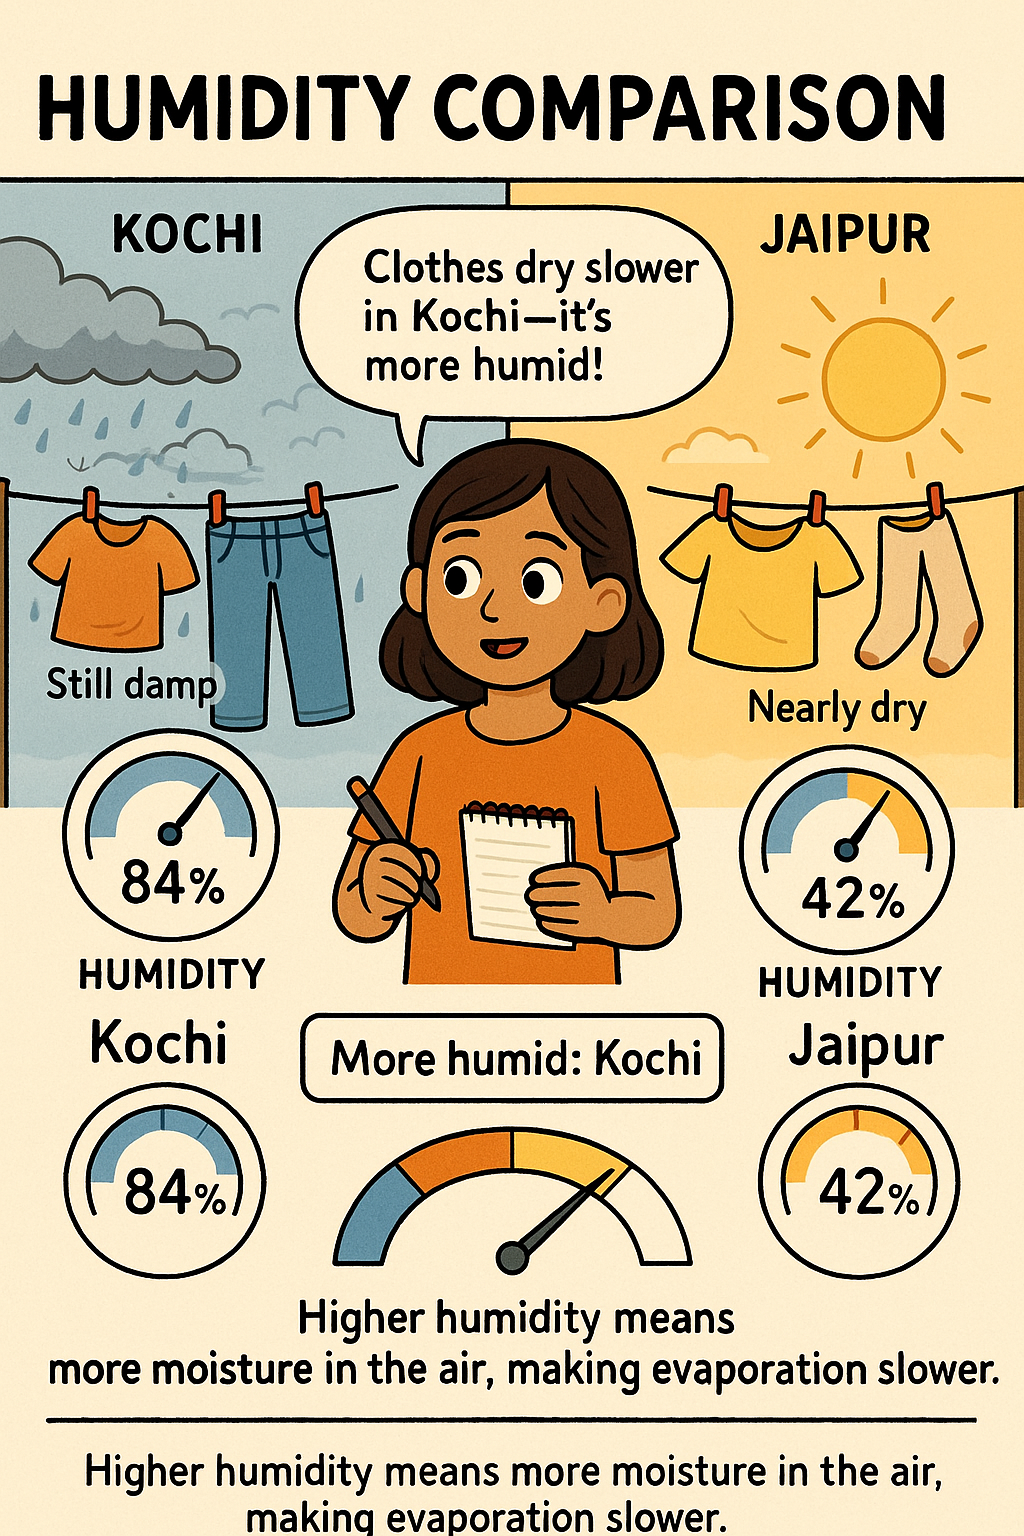 HUMIDITY COMPARISON
KOCHI
JAIPUR
Clothes dry slower
in Kochi—it's
more humid!
Still damp
Nearly dry
84%
42%
HUMIDITY
HUMIDITY
Kochi
Jaipur
More humid: Kochi
84%
42%
Higher humidity means
more moisture in the air, making evaporation slower.
Higher humidity means more moisture in the air,
making evaporation slower.